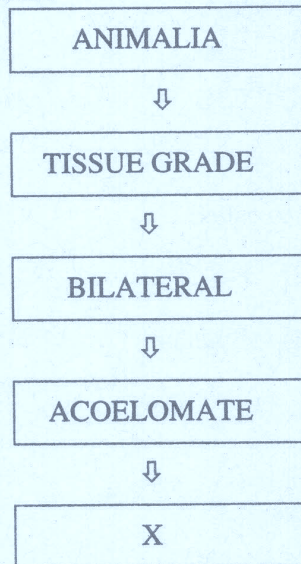 ANIMALIA
⇩
TISSUE GRADE
⇩
BILATERAL
⇩
ACOELOMATE
⇩
X